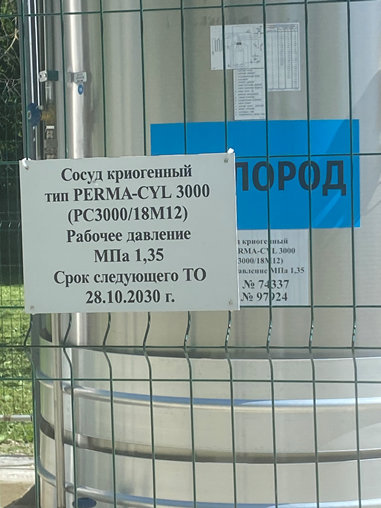 Сосуд криогенный
тип PERMA-CYL 3000
(PC3000/18M12)
Рабочее давление
МПа 1,35
Срок следующего ТО
28.10.2030 г.
ЛОРОД
криогенный
PERMA-CYL 3000
3000/18M12)
давление МПа 1,35
№ 74337
№ 97924